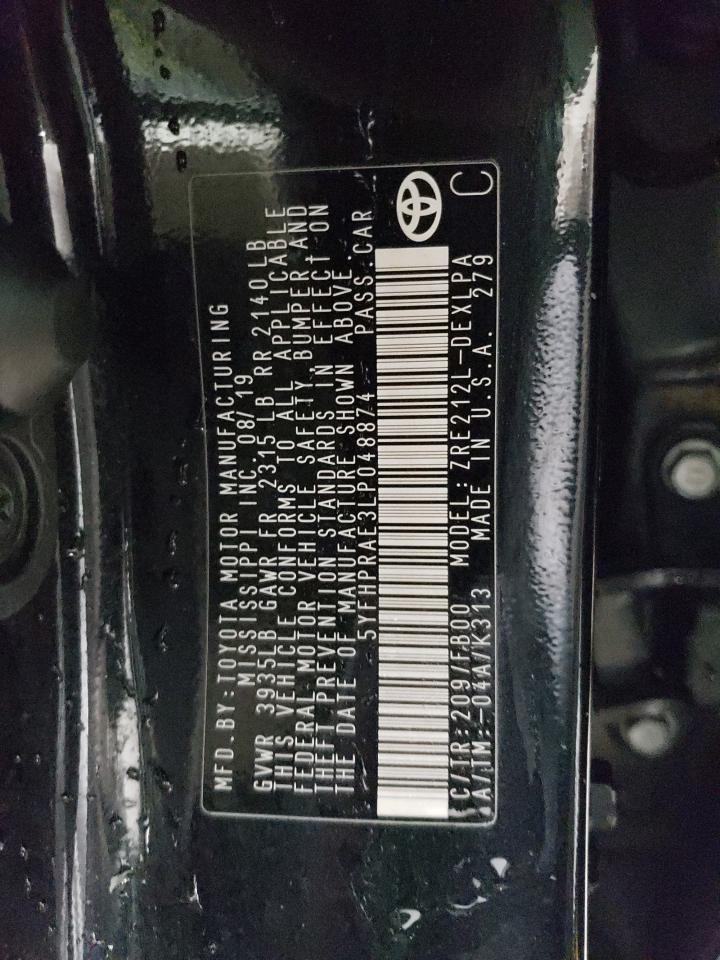 MFD.BY:TOYOTA MOTOR MANUFACTURING
MISSISSIPPI INC. 08/19
GVWR 3935LB GAWR FR 2315 LB RR 2140LB
THIS VEHICLE CONFORMS TO ALL APPLICABLE
FEDERAL MOTOR VEHICLE SAFETY, BUMPER AND
THEFT PREVENTION STANDARDS IN EFFECT ON
THE DATE OF MANUFACTURE SHOWN ABOVE.
5YFHPRAE3LP048874 PASS.CAR
C/TR:209/FB00 MODEL: ZRE212L-DEXLPA
A/TM:-04A/K313 MADE IN U.S.A. 279
C